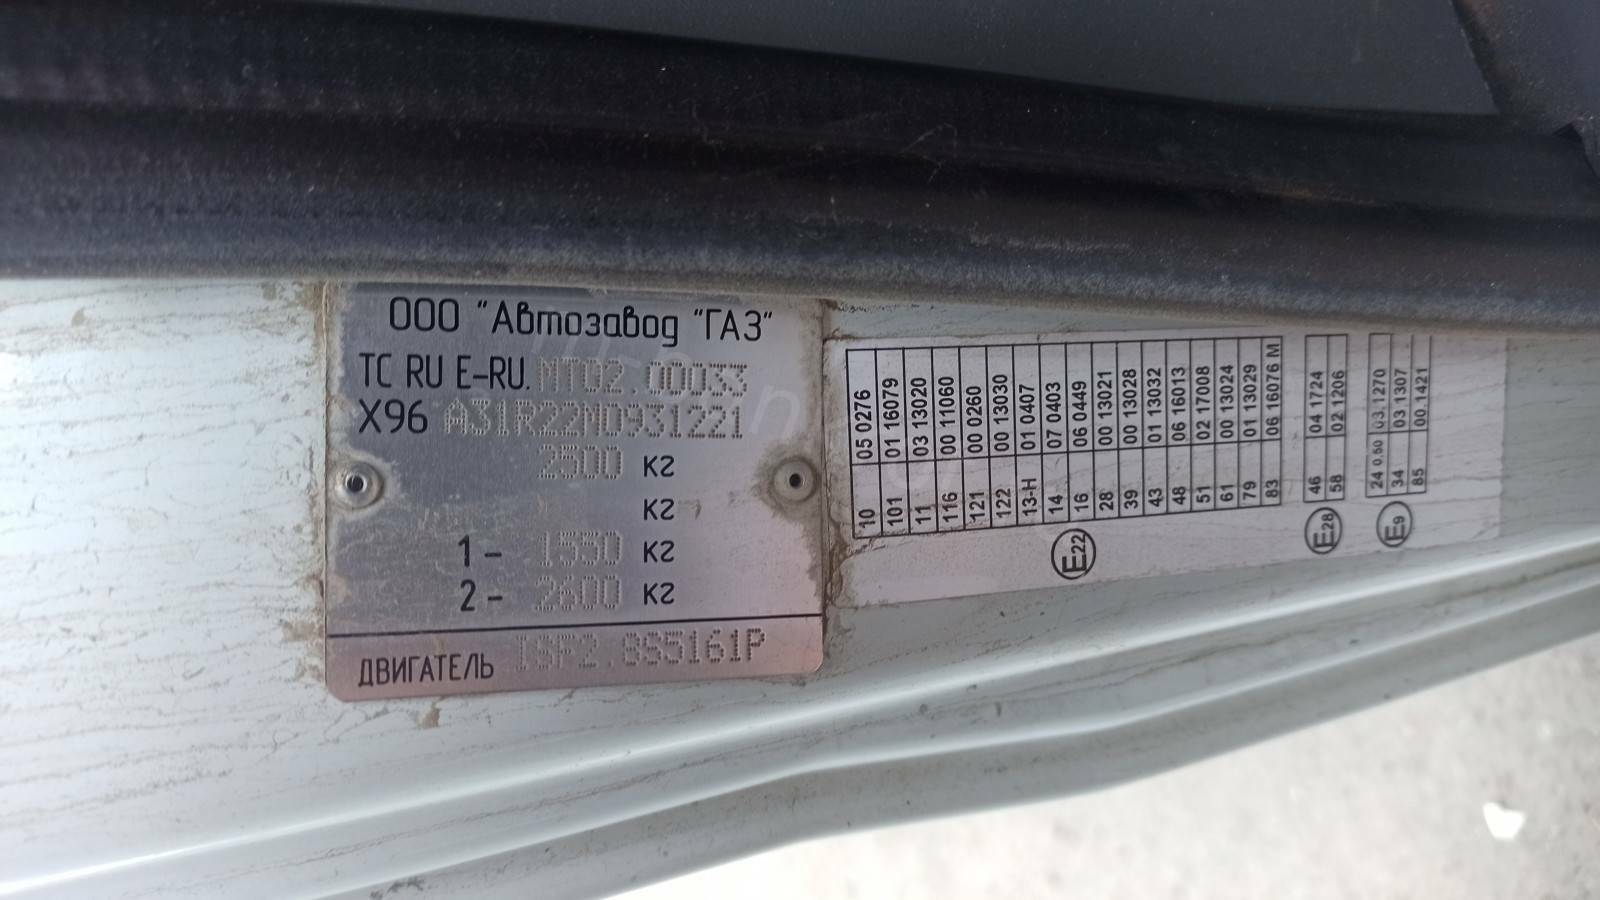 ООО "Автозавод "ГАЗ"
ТС RU E-RU.МТ02.00033
X96 A31R22MD931221
кг
кг
1- 1550 кг
2- 2600 кг
ДВИГАТЕЛЬ ISF2.8S5161P
10 05 0276
101 01 16079
11 03 13020
116 00 11060
121 00 0260
122 00 13030
13-H 01 0407
14 07 0403
16 06 0449
28 00 13021
39 00 13028
43 01 13032
48 06 16013
51 02 17008
61 00 13024
79 01 13029
83 06 16076 M
E22
46 04 1724
58 02 1206
E28
24 0.50 03.1270
34 03 1307
85 00.1421
E9